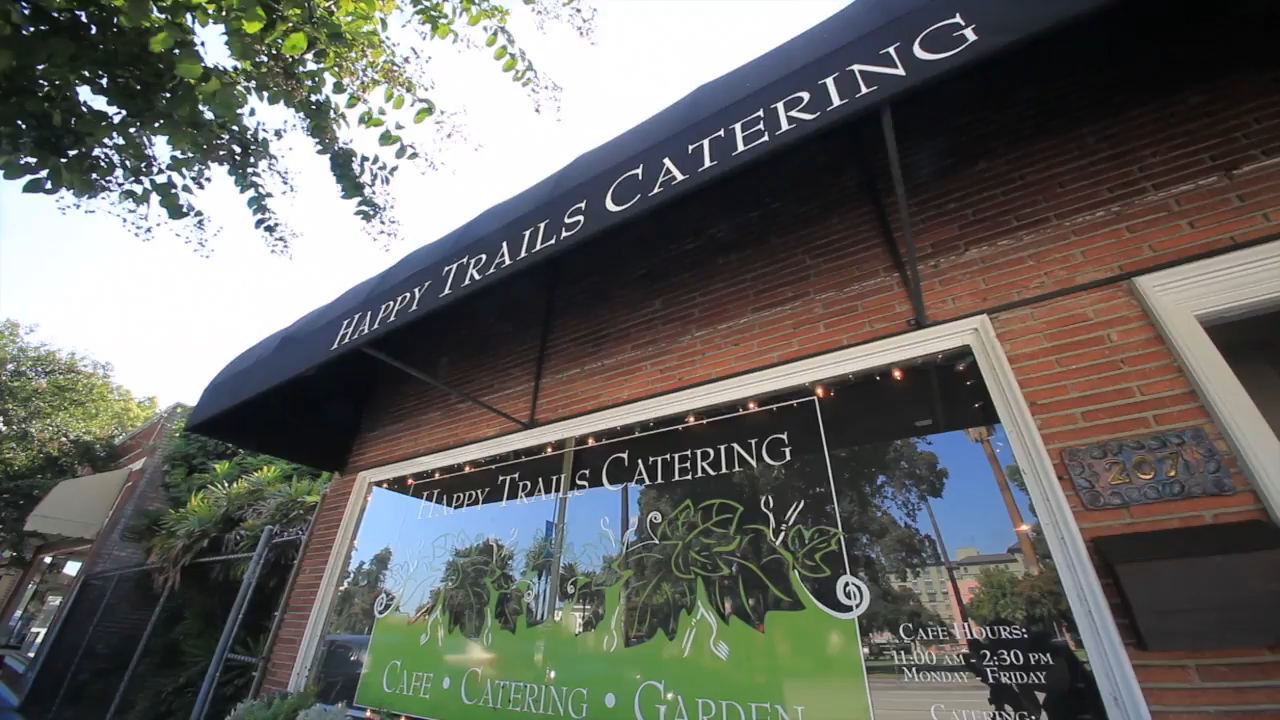 HAPPY TRAILS CATERING
HAPPY TRAILS CATERING
CAFE • CATERING • GARDEN
207
CAFE HOURS:
11:00 AM - 2:30 PM
MONDAY - FRIDAY
CATERING: